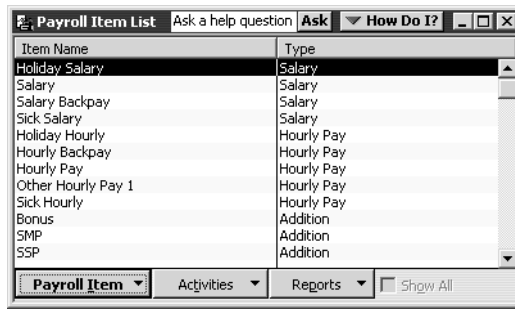 Payroll Item List Ask a help question Ask How Do I?
Item Name Type
Holiday Salary Salary
Salary Salary
Salary Backpay Salary
Sick Salary Salary
Holiday Hourly Hourly Pay
Hourly Backpay Hourly Pay
Hourly Pay Hourly Pay
Other Hourly Pay 1 Hourly Pay
Sick Hourly Hourly Pay
Bonus Addition
SMP Addition
SSP Addition
Payroll Item Activities Reports Show All